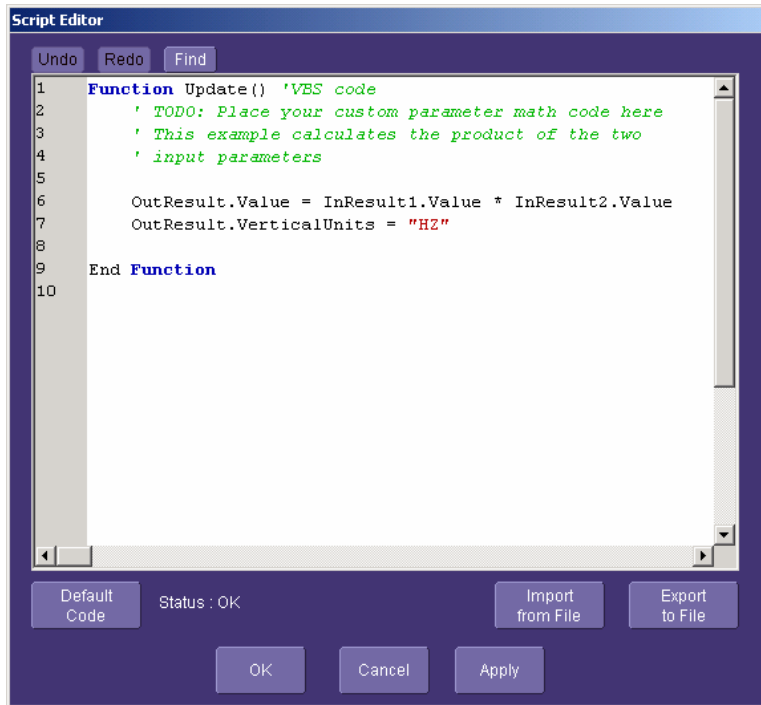 Script Editor
Undo Redo Find
1 Function Update() 'VBS code
2 ' TODO: Place your custom parameter math code here
3 ' This example calculates the product of the two
4 ' input parameters
5
6 OutResult.Value = InResult1.Value * InResult2.Value
7 OutResult.VerticalUnits = "HZ"
8
9 End Function
10
Default Code Status : OK Import from File Export to File
OK Cancel Apply